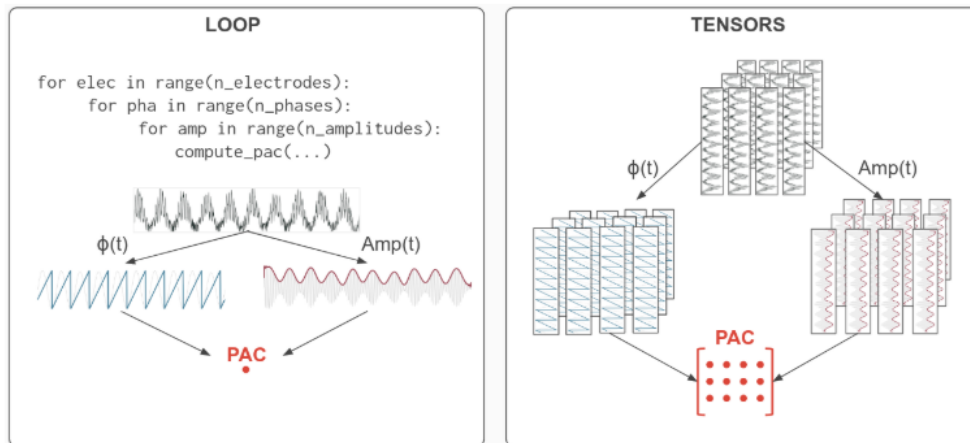 LOOP
for elec in range(n_electrodes):
for pha in range(n_phases):
for amp in range(n_amplitudes):
compute_pac(...)
ϕ(t)
Amp(t)
PAC
TENSORS
ϕ(t)
Amp(t)
PAC